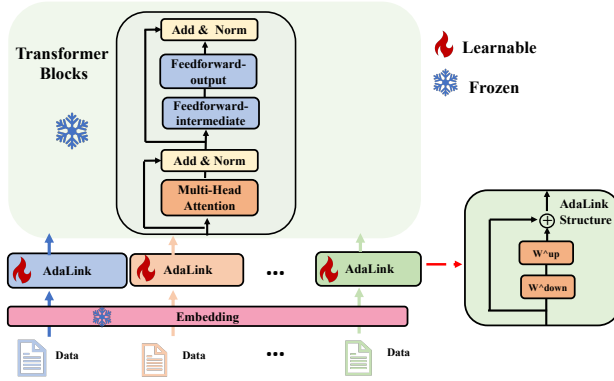 Transformer
Blocks
Add & Norm
Feedforward-
output
Feedforward-
intermediate
Add & Norm
Multi-Head
Attention
Learnable
Frozen
AdaLink
AdaLink
...
AdaLink
AdaLink
Structure
W^up
W^down
Embedding
Data
Data
...
Data